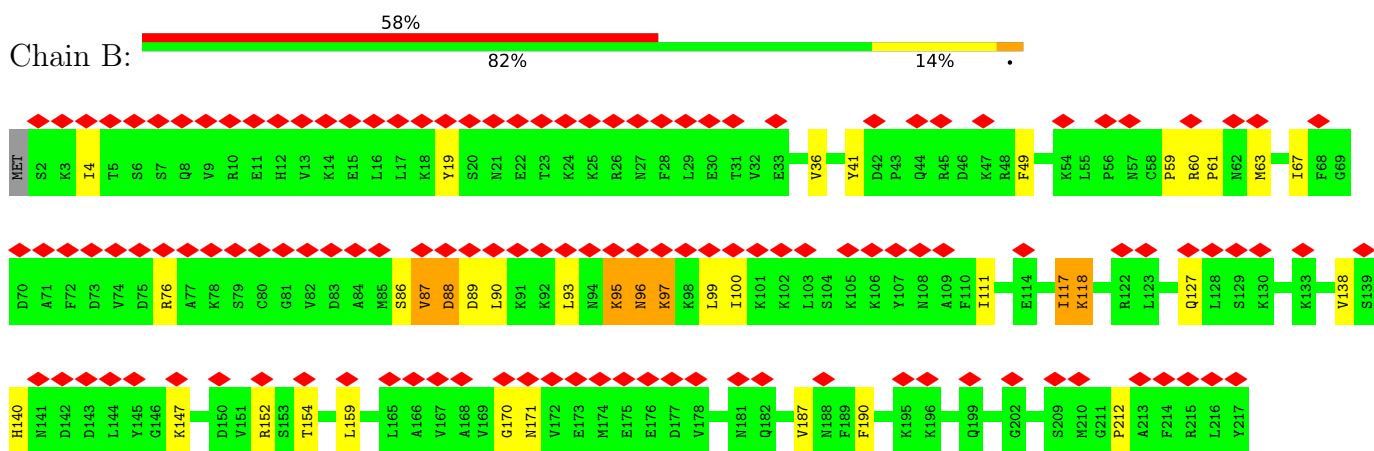 58%
Chain B:
82% 14% •
MET S2 K3 I4 T5 S6 S7 Q8 V9 R10 E11 H12 V13 K14 E15 L16 L17 K18 Y19 S20 N21 E22 T23 K24 K25 R26 N27 F28 L29 E30 T31 V32 E33 V36 Y41 D42 P43 Q44 R45 D46 K47 R48 F49 K54 L55 P56 N57 C58 P59 R60 P61 N62 M63 I67 F68 G69
D70 A71 F72 D73 V74 D75 R76 A77 K78 S79 C80 G81 V82 D83 A84 M85 S86 V87 D88 D89 L90 K91 K92 L93 N94 K95 N96 K97 K98 L99 I100 K101 K102 L103 S104 K105 K106 Y107 N108 A109 F110 I111 E114 I117 K118 R122 L123 Q127 L128 S129 K130 K133 V138 S139
H140 N141 D142 D143 L144 Y145 G146 K147 D150 V151 R152 S153 T154 L159 L165 A166 V167 A168 V169 G170 N171 V172 E173 M174 E175 E176 D177 V178 N181 Q182 V187 N188 F189 F190 K195 K196 Q199 G202 S209 M210 G211 P212 A213 F214 R215 L216 Y217